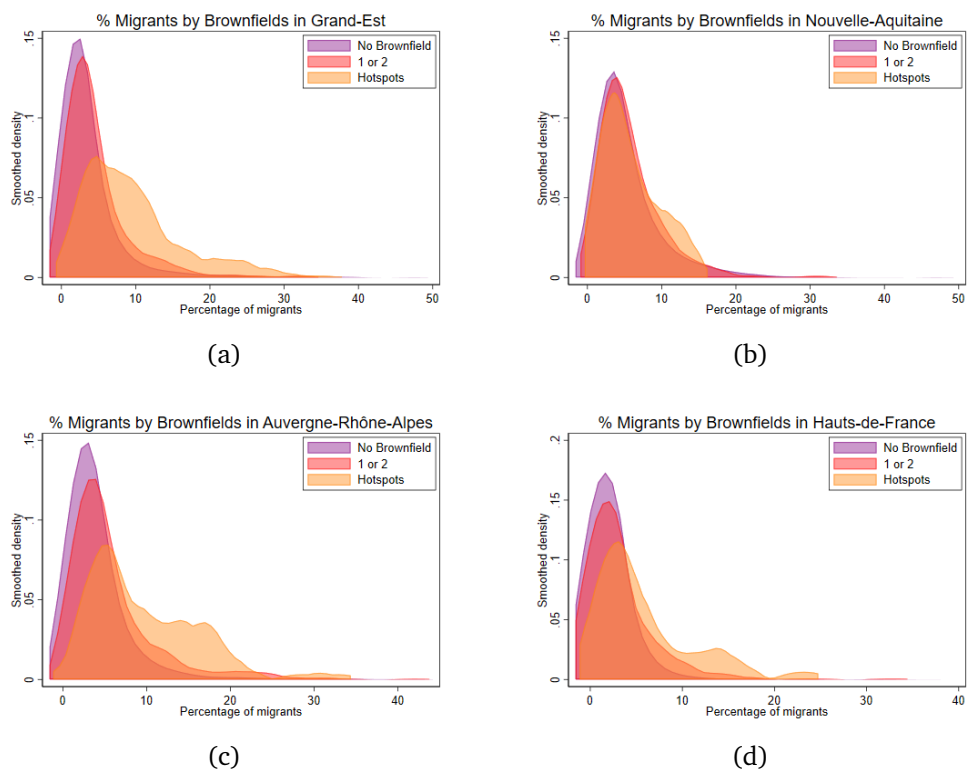 % Migrants by Brownfields in Grand-Est
.15
.1
.05
0
Smoothed density
No Brownfield
1 or 2
Hotspots
0 10 20 30 40 50
Percentage of migrants
(a)
% Migrants by Brownfields in Nouvelle-Aquitaine
.15
.1
.05
0
Smoothed density
No Brownfield
1 or 2
Hotspots
0 10 20 30 40 50
Percentage of migrants
(b)
% Migrants by Brownfields in Auvergne-Rhône-Alpes
.15
.1
.05
0
Smoothed density
No Brownfield
1 or 2
Hotspots
0 10 20 30 40
Percentage of migrants
(c)
% Migrants by Brownfields in Hauts-de-France
.2
.15
.1
.05
0
Smoothed density
No Brownfield
1 or 2
Hotspots
0 10 20 30 40
Percentage of migrants
(d)